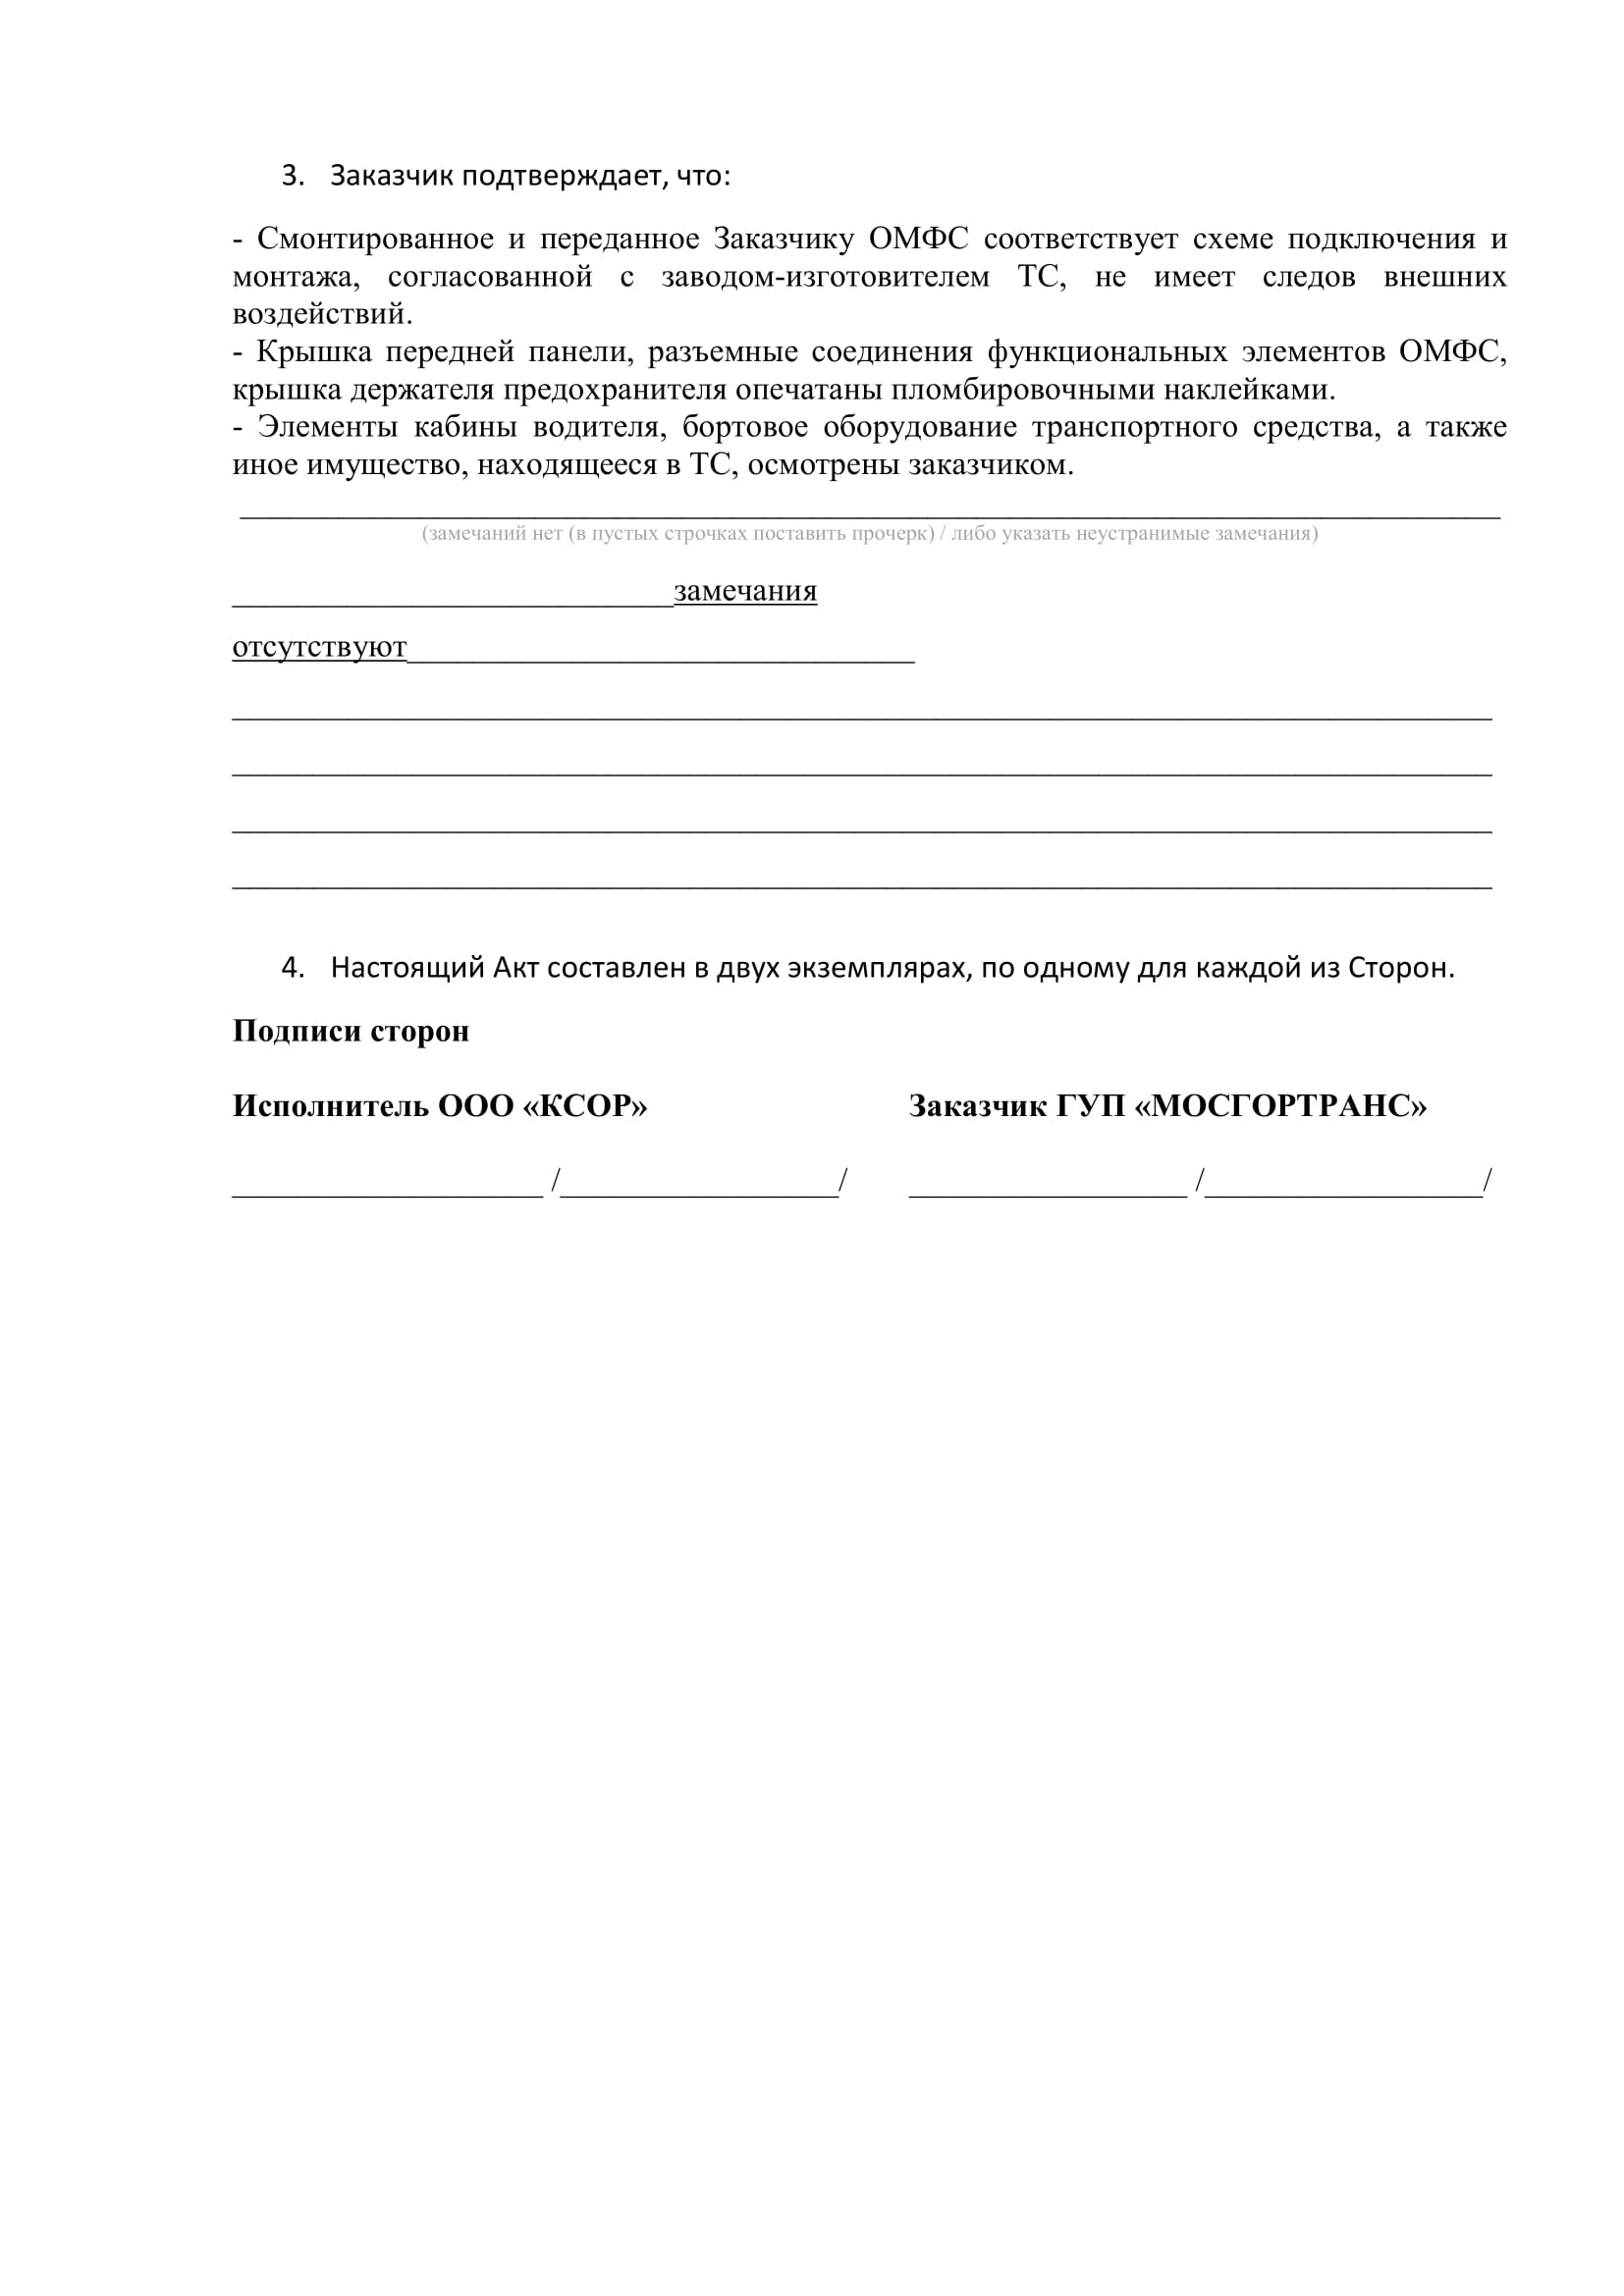 3. Заказчик подтверждает, что:
- Смонтированное и переданное Заказчику ОМФС соответствует схеме подключения и
монтажа, согласованной с заводом-изготовителем ТС, не имеет следов внешних
воздействий.
- Крышка передней панели, разъемные соединения функциональных элементов ОМФС,
крышка держателя предохранителя опечатаны пломбировочными наклейками.
- Элементы кабины водителя, бортовое оборудование транспортного средства, а также
иное имущество, находящееся в ТС, осмотрены заказчиком.
(замечаний нет (в пустых строчках поставить прочерк) / либо указать неустранимые замечания)
___________________________замечания
отсутствуют_______________________________
4. Настоящий Акт составлен в двух экземплярах, по одному для каждой из Сторон.
Подписи сторон
Исполнитель ООО «КСОР» Заказчик ГУП «МОСГОРТРАНС»
___________________ /_________________/ _________________ /_________________/